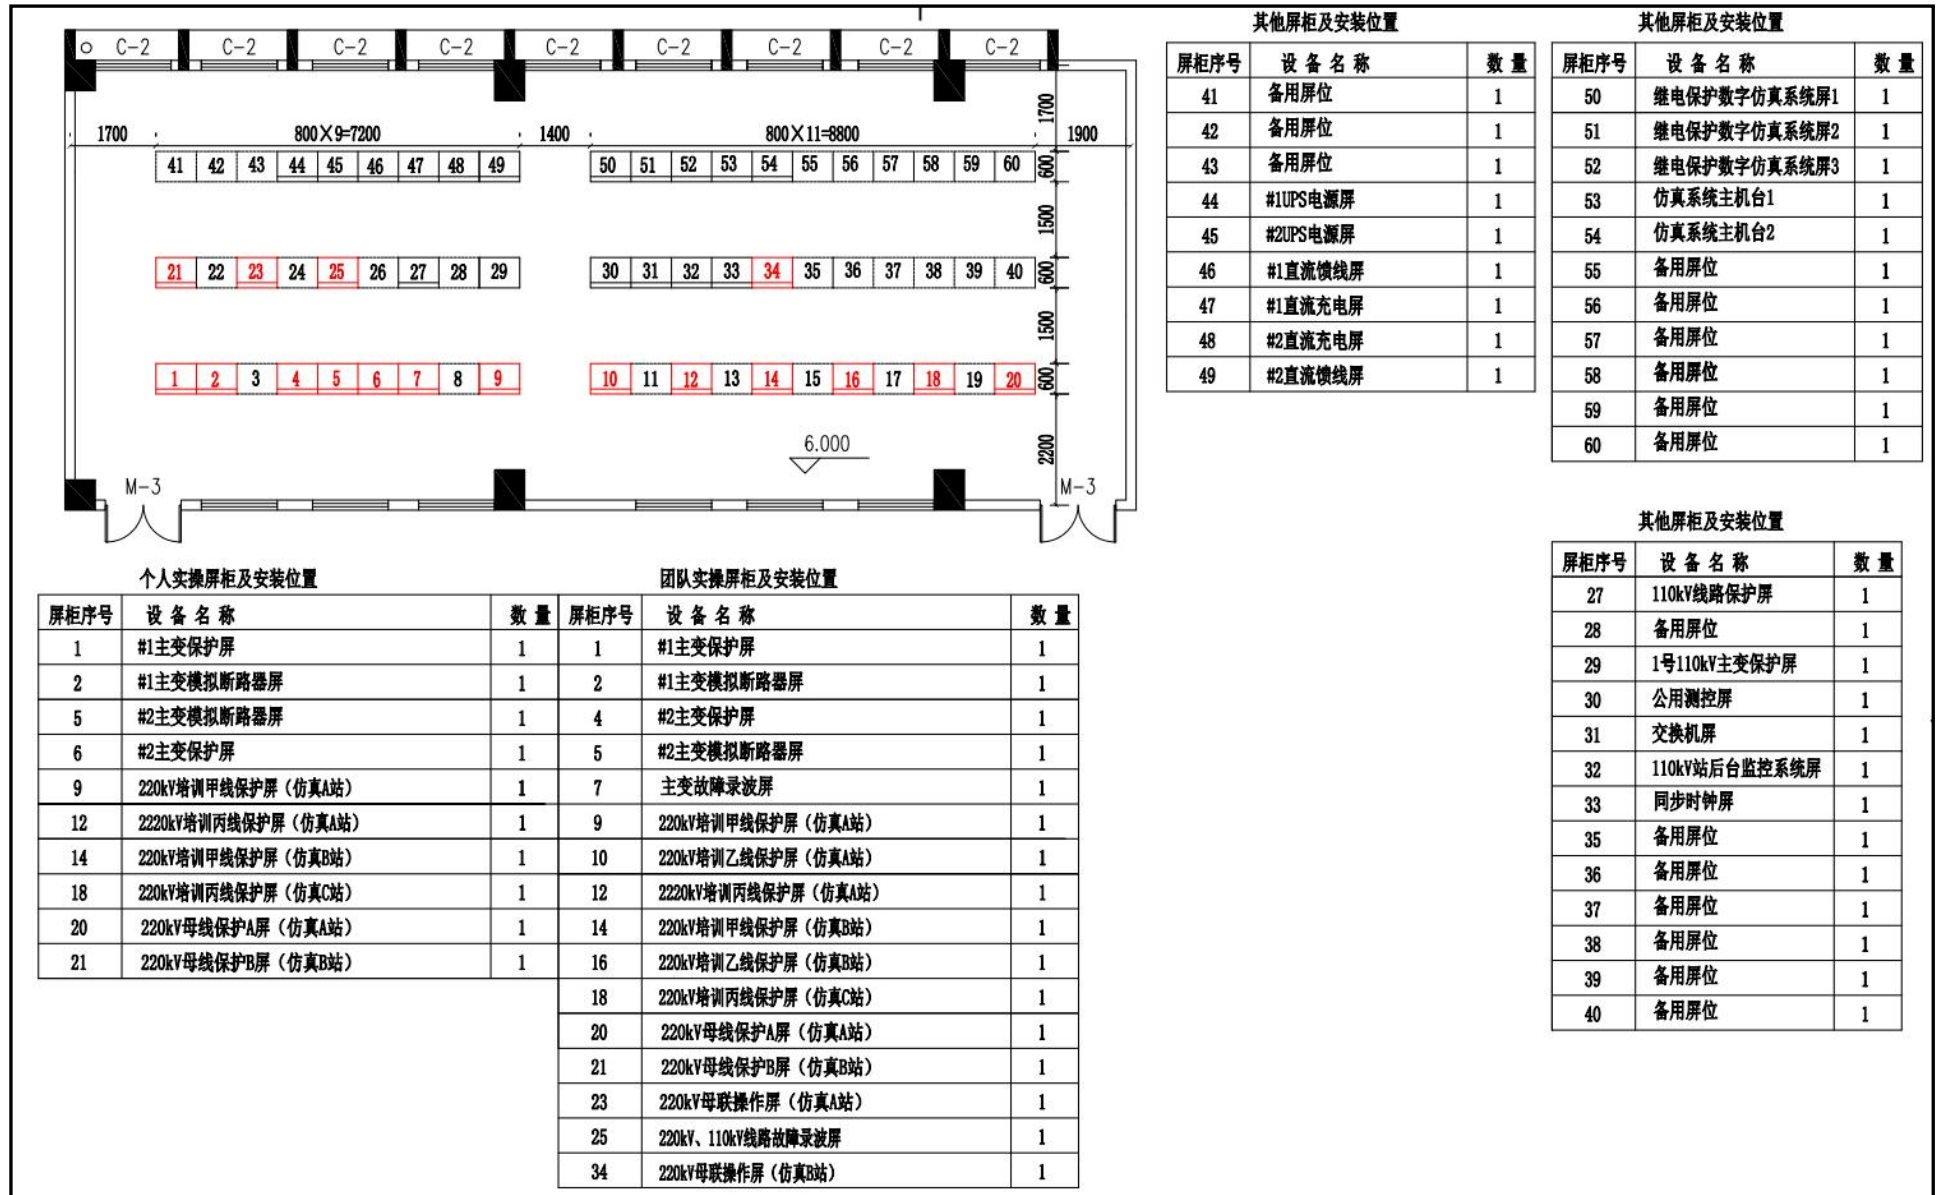 C-2 C-2 C-2 C-2 C-2 C-2 C-2 C-2 C-2
1700
1700 800×9=7200 1400 800×11=8800 1900
41 42 43 44 45 46 47 48 49 50 51 52 53 54 55 56 57 58 59 60 600
1500
21 22 23 24 25 26 27 28 29 30 31 32 33 34 35 36 37 38 39 40 600
1500
1 2 3 4 5 6 7 8 9 10 11 12 13 14 15 16 17 18 19 20 600
6.000
2200
M-3 M-3
其他屏柜及安装位置
屏柜序号 设备名称 数量
41 备用屏位 1
42 备用屏位 1
43 备用屏位 1
44 #1UPS电源屏 1
45 #2UPS电源屏 1
46 #1直流馈线屏 1
47 #1直流充电屏 1
48 #2直流充电屏 1
49 #2直流馈线屏 1
其他屏柜及安装位置
屏柜序号 设备名称 数量
50 继电保护数字仿真系统屏1 1
51 继电保护数字仿真系统屏2 1
52 继电保护数字仿真系统屏3 1
53 仿真系统主机台1 1
54 仿真系统主机台2 1
55 备用屏位 1
56 备用屏位 1
57 备用屏位 1
58 备用屏位 1
59 备用屏位 1
60 备用屏位 1
个人实操屏柜及安装位置
屏柜序号 设备名称 数量
1 #1主变保护屏 1
2 #1主变模拟断路器屏 1
5 #2主变模拟断路器屏 1
6 #2主变保护屏 1
9 220kV培训甲线保护屏（仿真A站） 1
12 2220kV培训丙线保护屏（仿真A站） 1
14 220kV培训甲线保护屏（仿真B站） 1
18 220kV培训丙线保护屏（仿真C站） 1
20 220kV母线保护A屏（仿真A站） 1
21 220kV母线保护B屏（仿真B站） 1
团队实操屏柜及安装位置
屏柜序号 设备名称 数量
1 #1主变保护屏 1
2 #1主变模拟断路器屏 1
4 #2主变保护屏 1
5 #2主变模拟断路器屏 1
7 主变故障录波屏 1
9 220kV培训甲线保护屏（仿真A站） 1
10 220kV培训乙线保护屏（仿真A站） 1
12 2220kV培训丙线保护屏（仿真A站） 1
14 220kV培训甲线保护屏（仿真B站） 1
16 220kV培训乙线保护屏（仿真B站） 1
18 220kV培训丙线保护屏（仿真C站） 1
20 220kV母线保护A屏（仿真A站） 1
21 220kV母线保护B屏（仿真B站） 1
23 220kV母联操作屏（仿真A站） 1
25 220kV、110kV线路故障录波屏 1
34 220kV母联操作屏（仿真B站） 1
其他屏柜及安装位置
屏柜序号 设备名称 数量
27 110kV线路保护屏 1
28 备用屏位 1
29 1号110kV主变保护屏 1
30 公用测控屏 1
31 交换机屏 1
32 110kV站后台监控系统屏 1
33 同步时钟屏 1
35 备用屏位 1
36 备用屏位 1
37 备用屏位 1
38 备用屏位 1
39 备用屏位 1
40 备用屏位 1